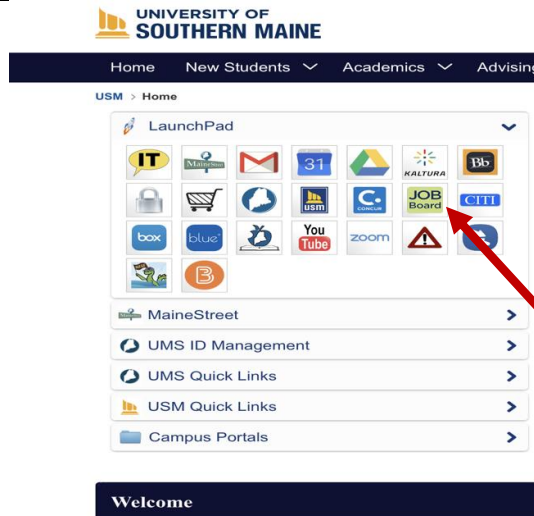 UNIVERSITY OF
SOUTHERN MAINE
Home New Students Academics Advising
USM > Home
LaunchPad
IT MaineStreet 31 KALTURA Bb
usm C. CONCUR JOB Board CITI
box blue You Tube zoom
B
MaineStreet
UMS ID Management
UMS Quick Links
USM Quick Links
Campus Portals
Welcome